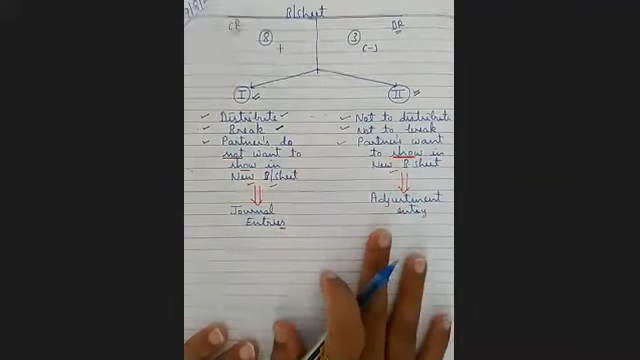 B/Sheet
CR
DR
8
3
+
(-)
I
II
Distribute
Break
Partner's do
not want to
show in
New B/Sheet
Journal
Entries
Not to distribute
Not to break
Partner's want
to show in
New B Sheet
Adjustment
entry